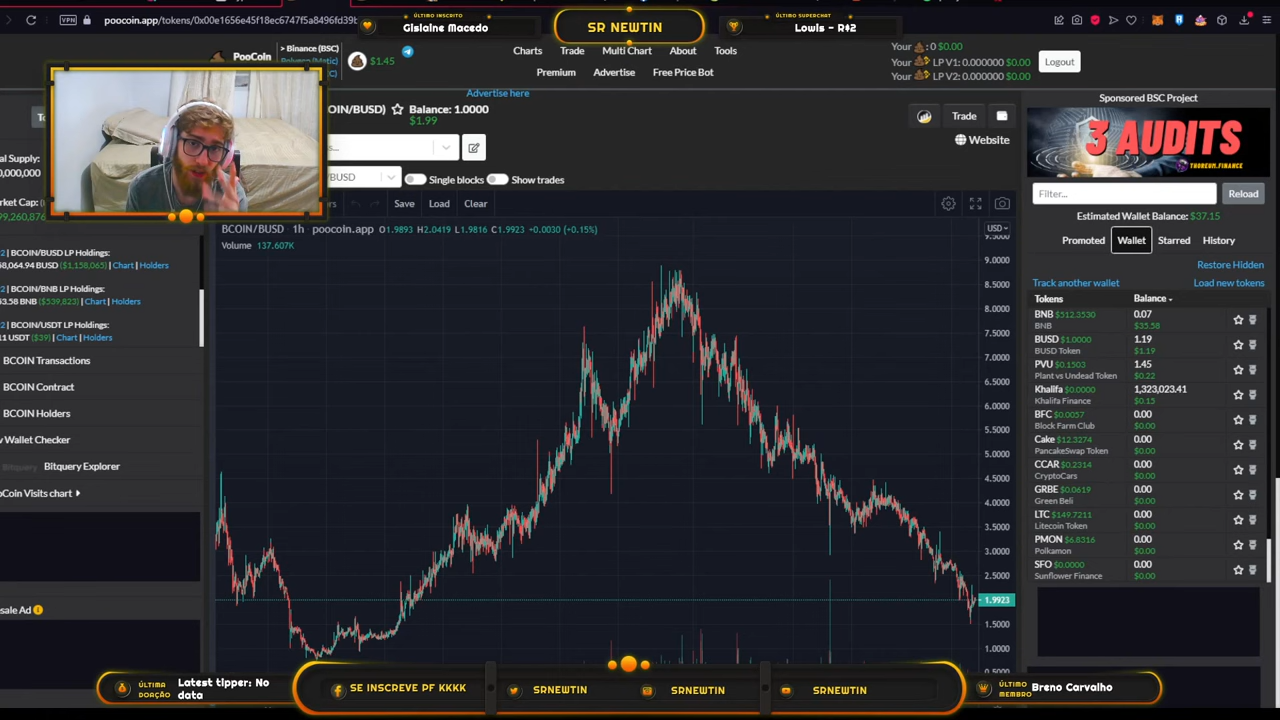 poocoin.app/tokens/0x00e1656e45f18ec6747f5a8496fd39b
VPN
ÚLTIMO INSCRITO
Gislaine Macedo
SR NEWTIN
ÚLTIMO SUPERCHAT
Lowis - R$2
PooCoin
> Binance (BSC)
$1.45
Charts
Trade
Multi Chart
About
Tools
Premium
Advertise
Free Price Bot
Your : 0 $0.00
Your LP V1: 0.000000 $0.00
Your LP V2: 0.000000 $0.00
Logout
Advertise here
COIN/BUSD)
Balance: 1.0000
$1.99
Trade
Website
/BUSD
Single blocks
Show trades
Save
Load
Clear
BCOIN/BUSD 1h poocoin.app O1.9893 H2.0419 L1.9816 C1.9923 +0.0030 (+0.15%)
Volume 137.607K
USD
9.0000
8.5000
8.0000
7.5000
7.0000
6.5000
6.0000
5.5000
5.0000
4.5000
4.0000
3.5000
3.0000
2.5000
1.9923
1.5000
1.0000
0.5000
al Supply:
00,000,000
99,260,876
2 | BCOIN/BUSD LP Holdings:
8,064.94 BUSD ($1,158,065) | Chart | Holders
2 | BCOIN/BNB LP Holdings:
3.58 BNB ($539,823) | Chart | Holders
2 | BCOIN/USDT LP Holdings:
11 USDT ($39) | Chart | Holders
BCOIN Transactions
BCOIN Contract
BCOIN Holders
w Wallet Checker
Bitquery
Bitquery Explorer
oCoin Visits chart
sale Ad
Sponsored BSC Project
3 AUDITS
THOREUM.FINANCE
Filter...
Reload
Estimated Wallet Balance: $37.15
Promoted
Wallet
Starred
History
Restore Hidden
Track another wallet
Load new tokens
Tokens
Balance
BNB $512.3530 0.07
BNB $35.58
BUSD $1.0000 1.19
BUSD Token $1.19
PVU $0.1503 1.45
Plant vs Undead Token $0.22
Khalifa $0.0000 1,323,023.41
Khalifa Finance $0.15
BFC $0.0057 0.00
Block Farm Club $0.00
Cake $12.3274 0.00
PancakeSwap Token $0.00
CCAR $0.2314 0.00
CryptoCars $0.00
GRBE $0.0619 0.00
Green Beli $0.00
LTC $149.7211 0.00
Litecoin Token $0.00
PMON $6.8316 0.00
Polkamon $0.00
SFO $0.0000 0.00
Sunflower Finance $0.00
ÚLTIMA
DOAÇÃO
Latest tipper: No
data
SE INSCREVE PF KKKK
SRNEWTIN
SRNEWTIN
SRNEWTIN
ÚLTIMO
MEMBRO
Breno Carvalho